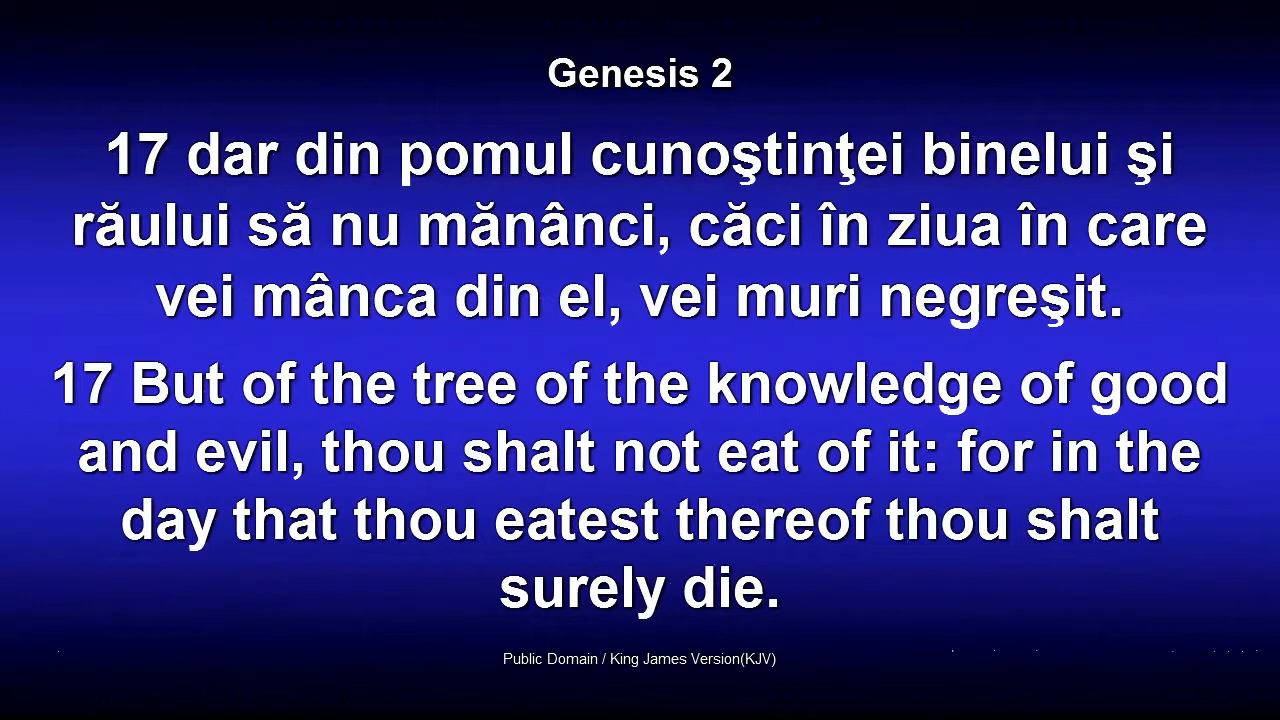 Genesis 2
17 dar din pomul cunoştinţei binelui şi
răului să nu mănânci, căci în ziua în care
vei mânca din el, vei muri negreşit.
17 But of the tree of the knowledge of good
and evil, thou shalt not eat of it: for in the
day that thou eatest thereof thou shalt
surely die.
Public Domain / King James Version(KJV)